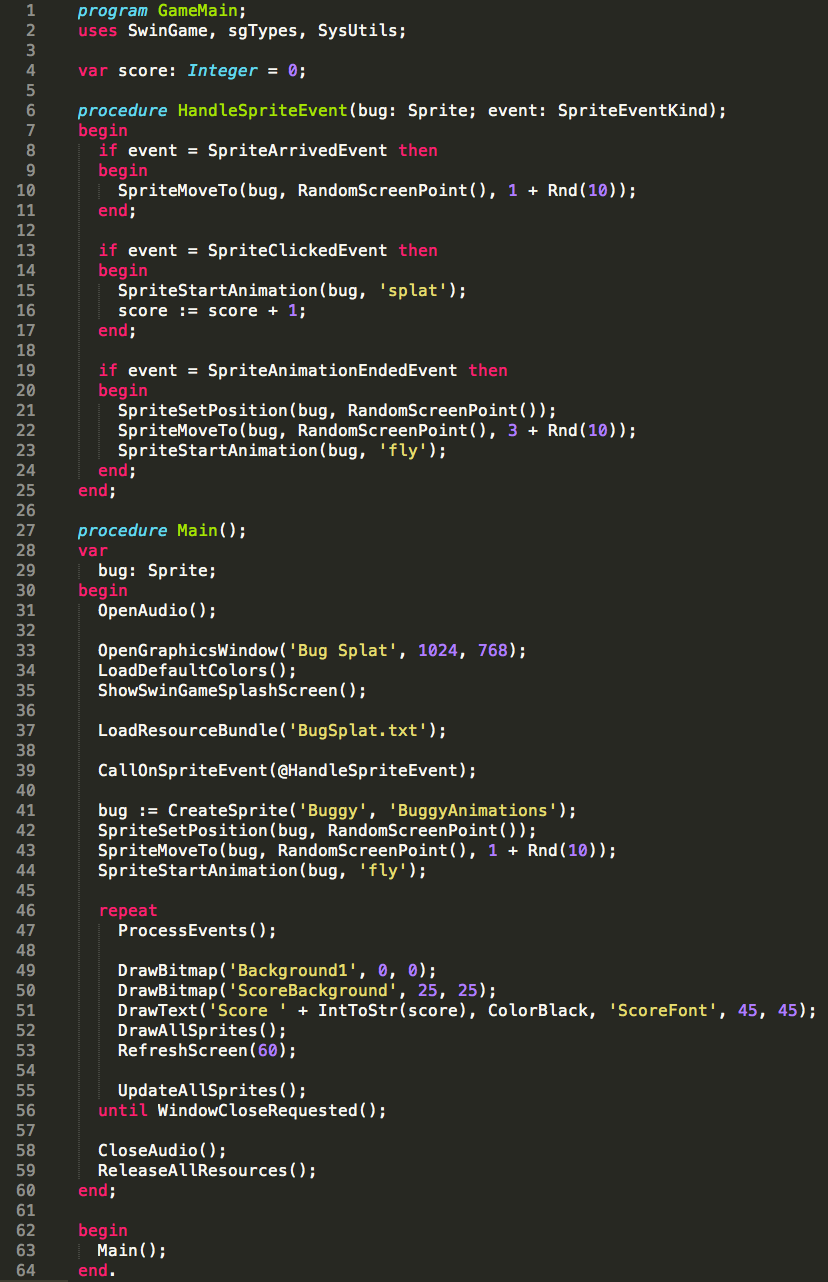 1 program GameMain;
2 uses SwinGame, sgTypes, SysUtils;
3
4 var score: Integer = 0;
5
6 procedure HandleSpriteEvent(bug: Sprite; event: SpriteEventKind);
7 begin
8   if event = SpriteArrivedEvent then
9   begin
10     SpriteMoveTo(bug, RandomScreenPoint(), 1 + Rnd(10));
11   end;
12
13   if event = SpriteClickedEvent then
14   begin
15     SpriteStartAnimation(bug, 'splat');
16     score := score + 1;
17   end;
18
19   if event = SpriteAnimationEndedEvent then
20   begin
21     SpriteSetPosition(bug, RandomScreenPoint());
22     SpriteMoveTo(bug, RandomScreenPoint(), 3 + Rnd(10));
23     SpriteStartAnimation(bug, 'fly');
24   end;
25 end;
26
27 procedure Main();
28 var
29   bug: Sprite;
30 begin
31   OpenAudio();
32
33   OpenGraphicsWindow('Bug Splat', 1024, 768);
34   LoadDefaultColors();
35   ShowSwinGameSplashScreen();
36
37   LoadResourceBundle('BugSplat.txt');
38
39   CallOnSpriteEvent(@HandleSpriteEvent);
40
41   bug := CreateSprite('Buggy', 'BuggyAnimations');
42   SpriteSetPosition(bug, RandomScreenPoint());
43   SpriteMoveTo(bug, RandomScreenPoint(), 1 + Rnd(10));
44   SpriteStartAnimation(bug, 'fly');
45
46   repeat
47     ProcessEvents();
48
49     DrawBitmap('Background1', 0, 0);
50     DrawBitmap('ScoreBackground', 25, 25);
51     DrawText('Score ' + IntToStr(score), ColorBlack, 'ScoreFont', 45, 45);
52     DrawAllSprites();
53     RefreshScreen(60);
54
55     UpdateAllSprites();
56   until WindowCloseRequested();
57
58   CloseAudio();
59   ReleaseAllResources();
60 end;
61
62 begin
63   Main();
64 end.